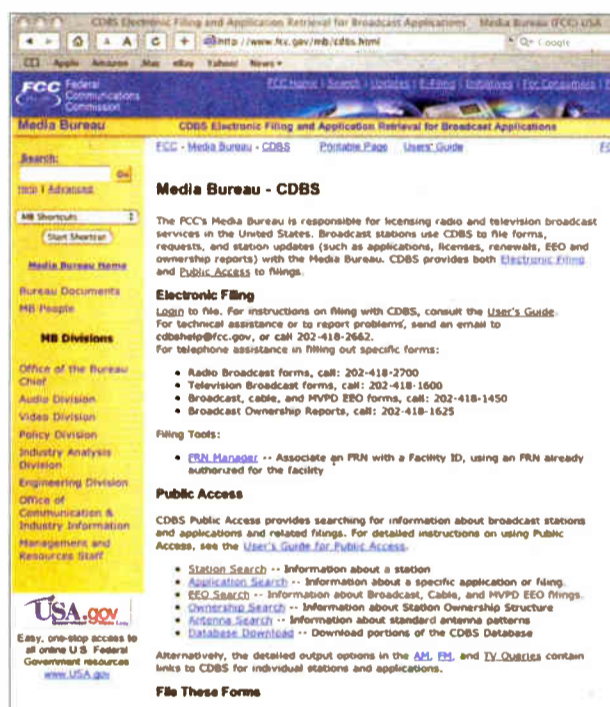 CDBS Electronic Filing and Application Retrieval for Broadcast Applications Media Bureau (FCC) USA
A A C + http://www.fcc.gov/mb/cdbs.html Q- Google
Apple Amazon Mac eBay Yahoo! News
FCC Federal Communications Commission
FCC Home | Search | Updates | E-Filing | Initiatives | For Consumers |
Media Bureau
CDBS Electronic Filing and Application Retrieval for Broadcast Applications
FCC - Media Bureau - CDBS Printable Page Users' Guide
Search:
Go
Help | Advanced
MB Shortcuts
Start Shortcut
Media Bureau Home
Bureau Documents
MB People
MB Divisions
Office of the Bureau
Chief
Audio Division
Video Division
Policy Division
Industry Analysis
Division
Engineering Division
Office of
Communication &
Industry Information
Management and
Resources Staff
USA.gov
Easy, one-stop access to
all online U.S. Federal
Government resources
www.USA.gov
Media Bureau - CDBS
The FCC's Media Bureau is responsible for licensing radio and television broadcast
services in the United States. Broadcast stations use CDBS to file forms,
requests, and station updates (such as applications, licenses, renewals, EEO and
ownership reports) with the Media Bureau. CDBS provides both Electronic Filing
and Public Access to filings.
Electronic Filing
Login to file. For instructions on filing with CDBS, consult the User's Guide.
For technical assistance or to report problems, send an email to
cdbshelp@fcc.gov, or call 202-418-2662.
For telephone assistance in filling out specific forms:
• Radio Broadcast forms, call: 202-418-2700
• Television Broadcast forms, call: 202-418-1600
• Broadcast, cable, and MVPD EEO forms, call: 202-418-1450
• Broadcast Ownership Reports, call: 202-418-1625
Filing Tools:
• FRN Manager -- Associate an FRN with a Facility ID, using an FRN already
authorized for the facility
Public Access
CDBS Public Access provides searching for information about broadcast stations
and applications and related filings. For detailed instructions on using Public
Access, see the User's Guide for Public Access.
• Station Search -- Information about a station
• Application Search -- Information about a specific application or filing.
• EEO Search -- Information about Broadcast, Cable, and MVPD EEO filings.
• Ownership Search -- Information about Station Ownership Structure
• Antenna Search -- Information about standard antenna patterns
• Database Download -- Download portions of the CDBS Database
Alternatively, the detailed output options in the AM, FM, and TV Queries contain
links to CDBS for individual stations and applications.
File These Forms